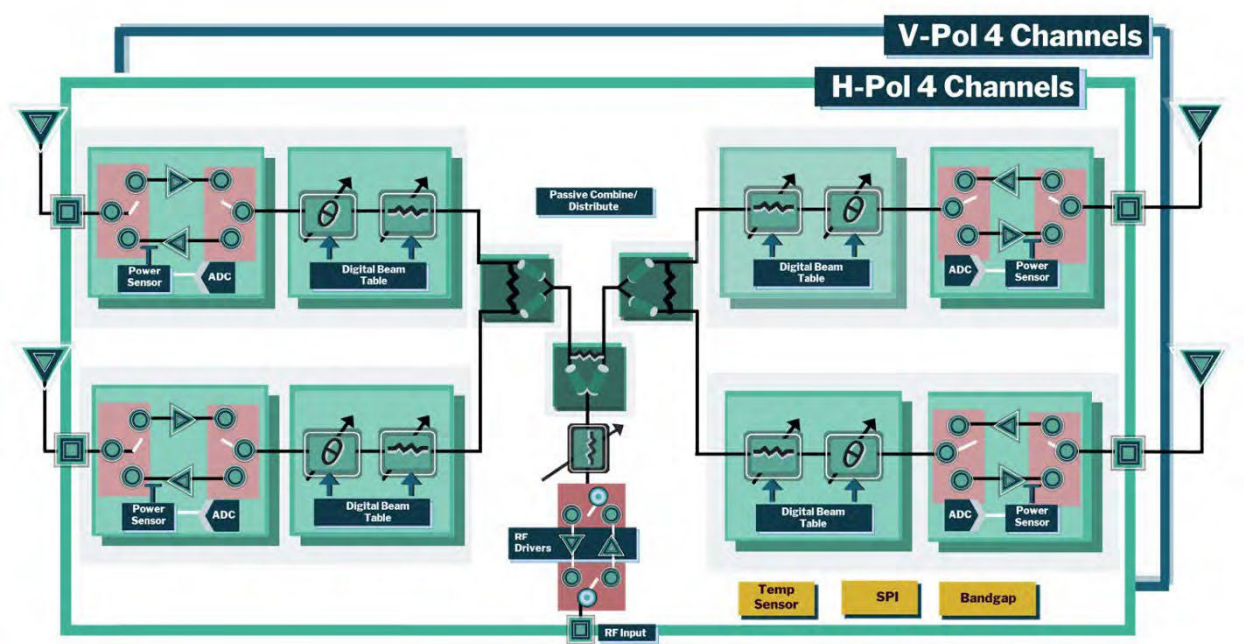 V-Pol 4 Channels
H-Pol 4 Channels
Passive Combine/
Distribute
Power
Sensor
ADC
Digital Beam
Table
Digital Beam
Table
ADC
Power
Sensor
Power
Sensor
ADC
Digital Beam
Table
Digital Beam
Table
ADC
Power
Sensor
RF
Drivers
Temp
Sensor
SPI
Bandgap
RF Input